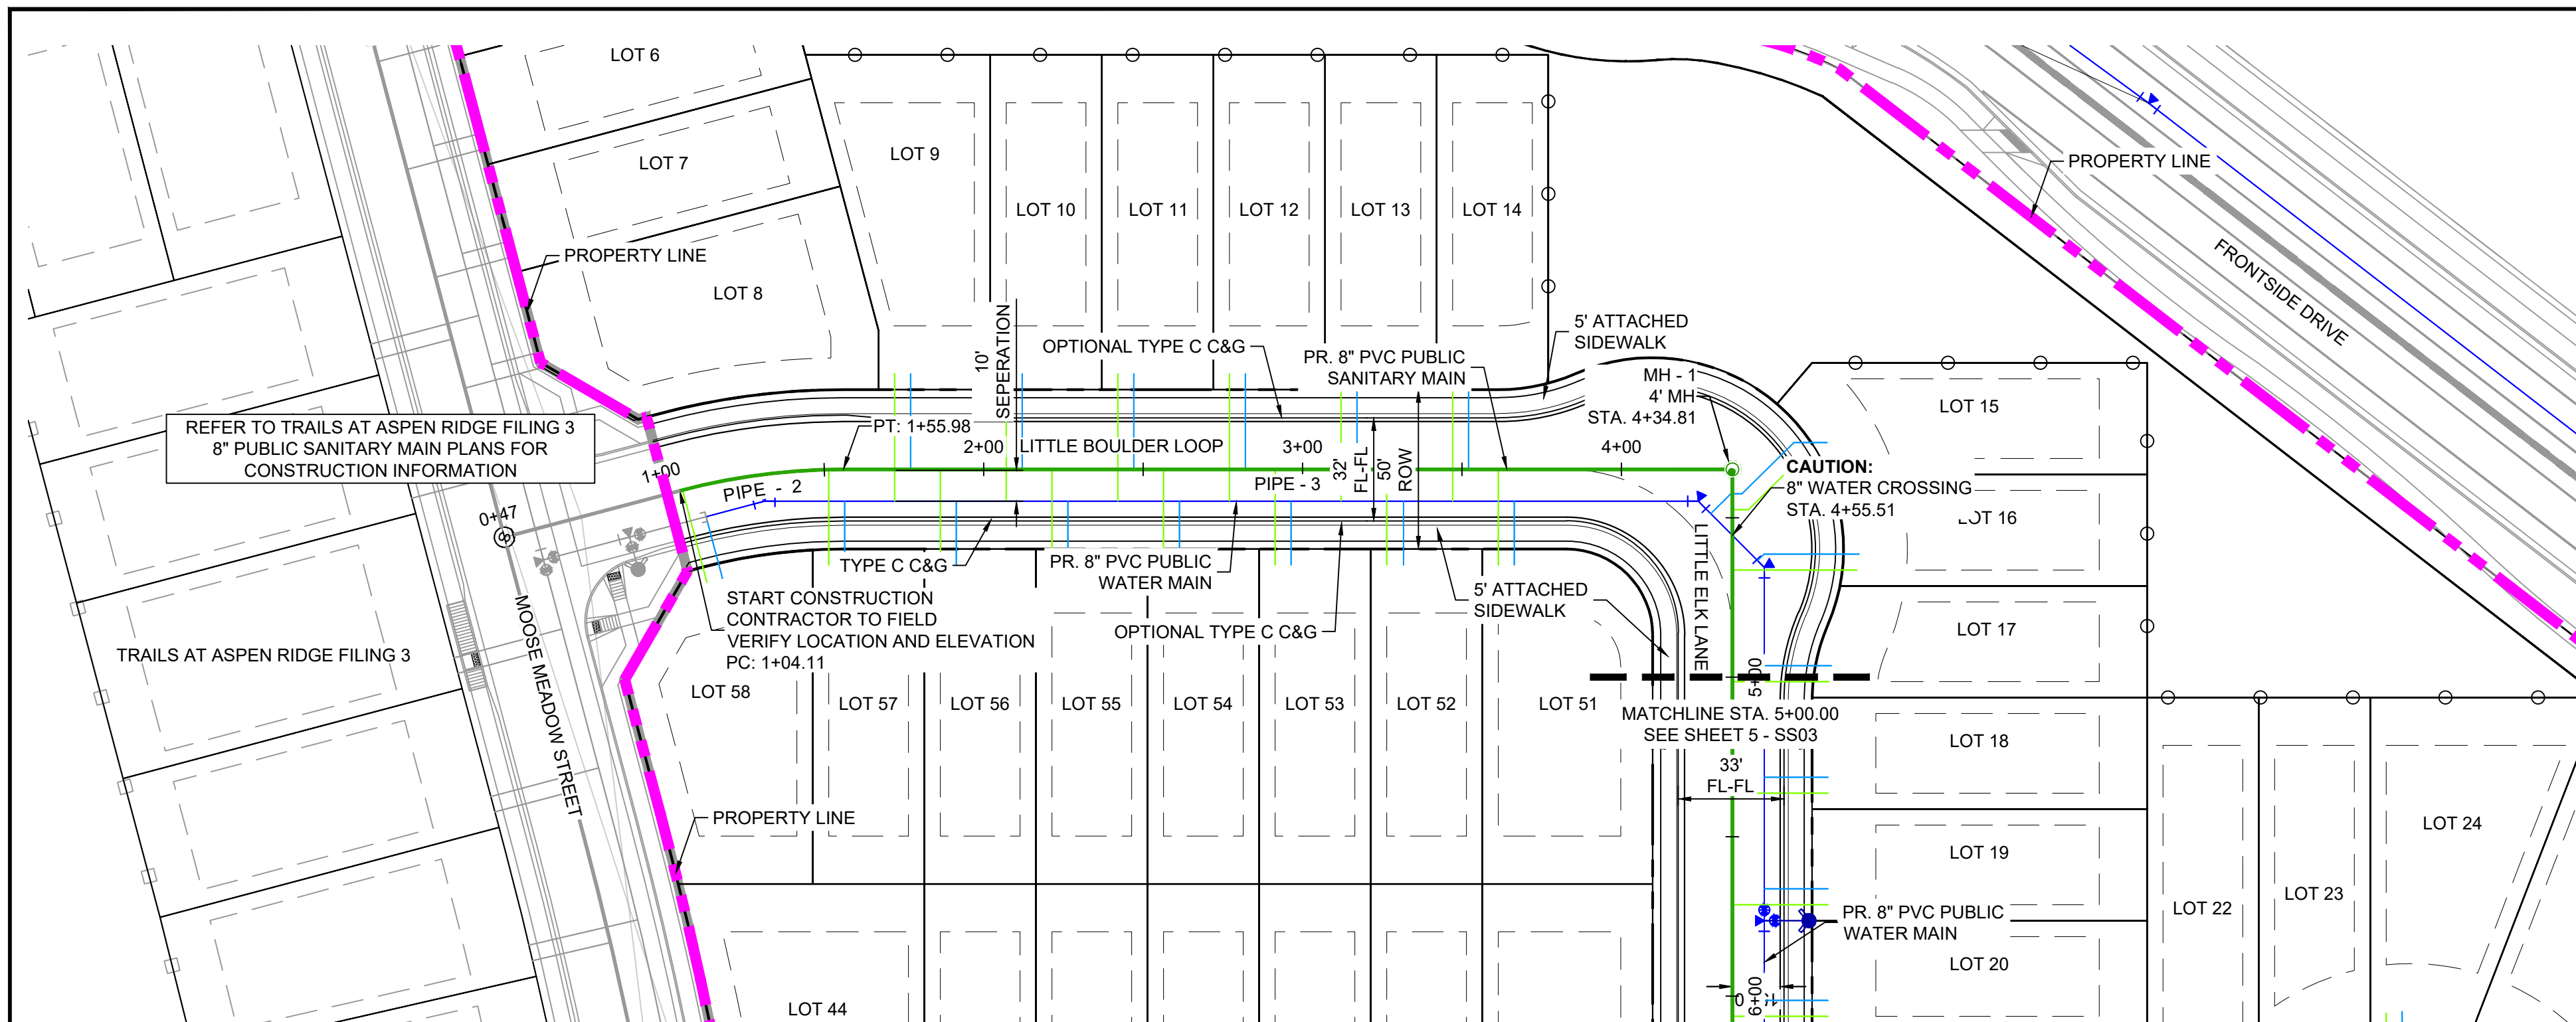 LOT 6
LOT 7
LOT 8
LOT 9
LOT 10
LOT 11
LOT 12
LOT 13
LOT 14
PROPERTY LINE
PROPERTY LINE
FRONTSIDE DRIVE
10'
SEPERATION
OPTIONAL TYPE C C&G
PR. 8" PVC PUBLIC
SANITARY MAIN
5' ATTACHED
SIDEWALK
MH - 1
4' MH
STA. 4+34.81
LOT 15
REFER TO TRAILS AT ASPEN RIDGE FILING 3
8" PUBLIC SANITARY MAIN PLANS FOR
CONSTRUCTION INFORMATION
PT: 1+55.98
1+00
2+00
LITTLE BOULDER LOOP
3+00
4+00
32'
FL-FL
50'
ROW
CAUTION:
8" WATER CROSSING
STA. 4+55.51
LOT 16
0+47
S
PIPE - 2
PIPE - 3
TYPE C C&G
PR. 8" PVC PUBLIC
WATER MAIN
START CONSTRUCTION
CONTRACTOR TO FIELD
VERIFY LOCATION AND ELEVATION
PC: 1+04.11
OPTIONAL TYPE C C&G
5' ATTACHED
SIDEWALK
LITTLE ELK LANE
LOT 17
TRAILS AT ASPEN RIDGE FILING 3
MOOSE MEADOW STREET
5+00
LOT 58
LOT 57
LOT 56
LOT 55
LOT 54
LOT 53
LOT 52
LOT 51
MATCHLINE STA. 5+00.00
SEE SHEET 5 - SS03
LOT 18
33'
FL-FL
PROPERTY LINE
LOT 19
LOT 24
LOT 23
LOT 22
PR. 8" PVC PUBLIC
WATER MAIN
LOT 20
6+00
LOT 44